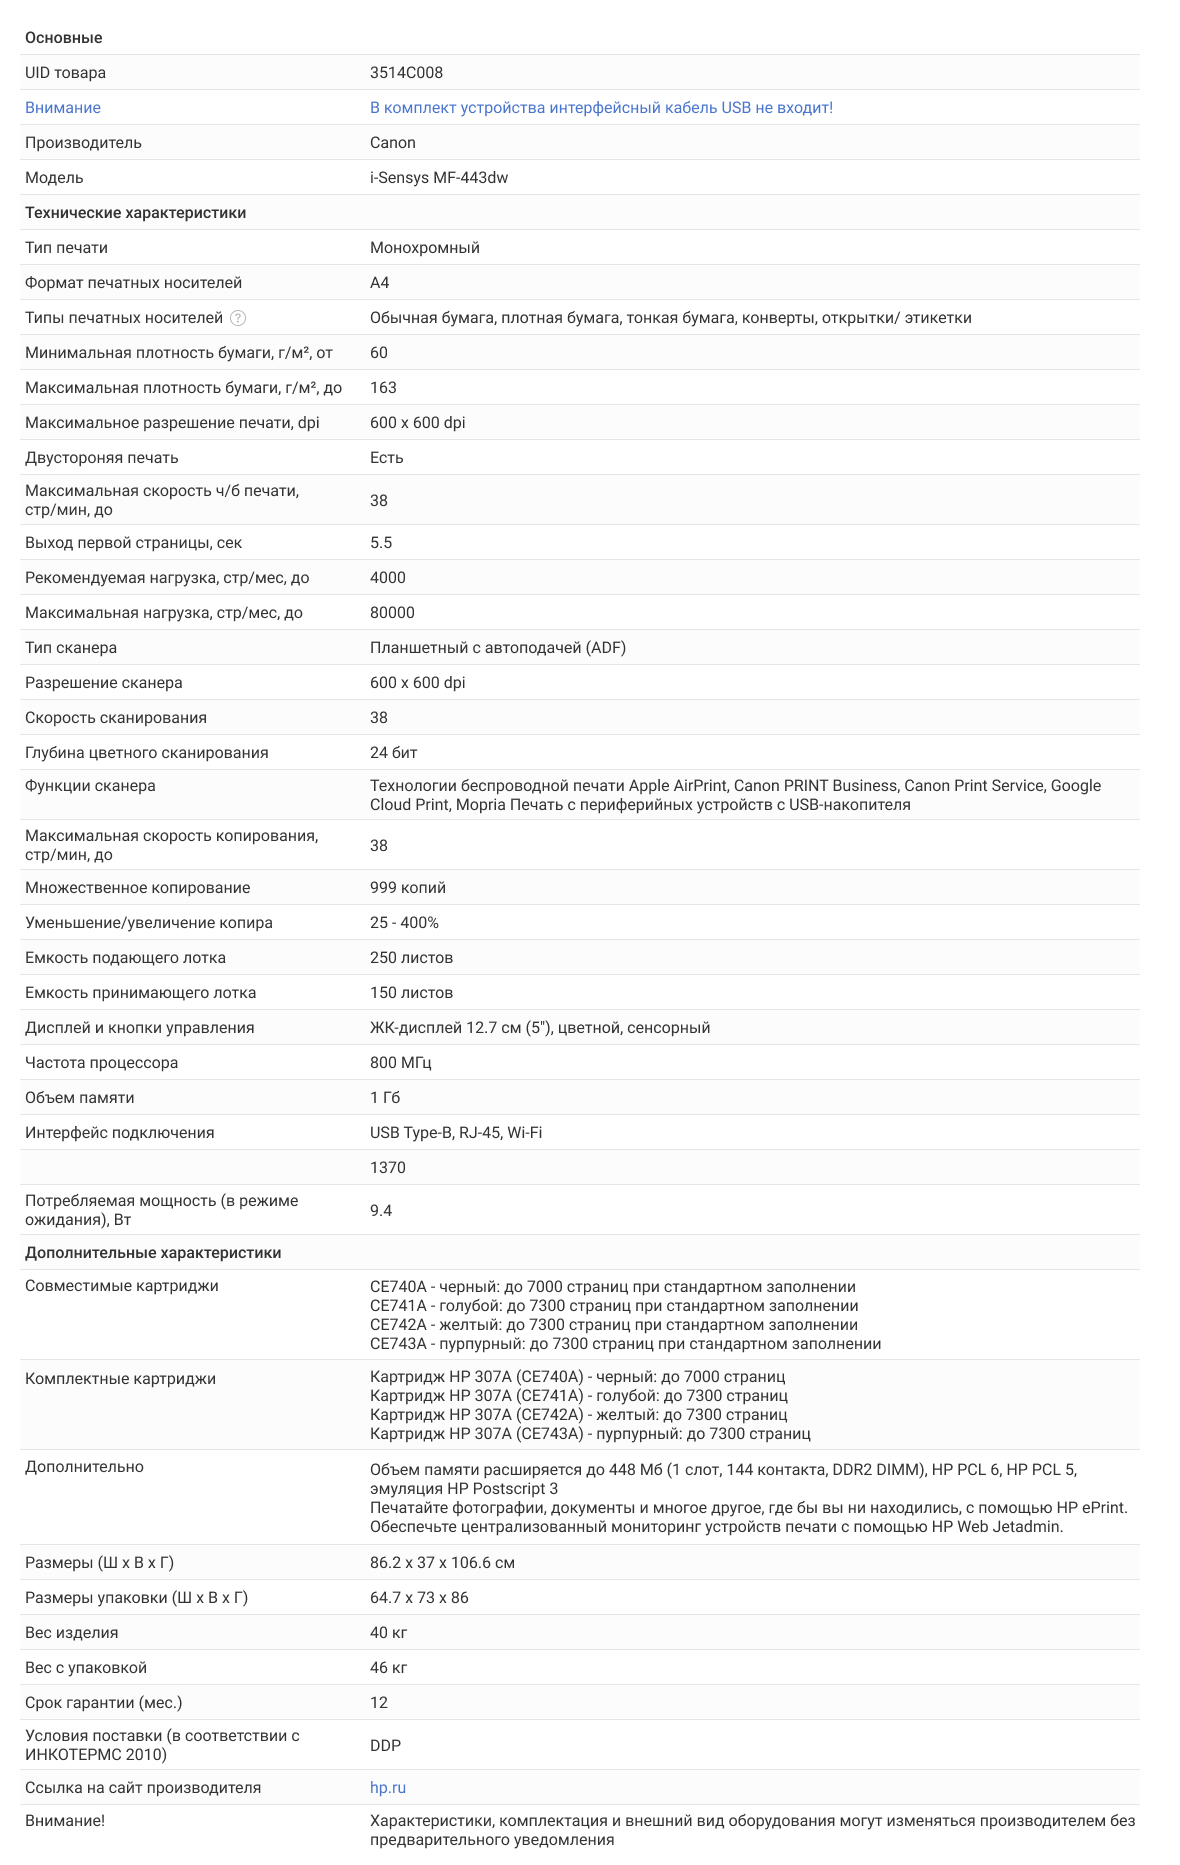 Основные
UID товара 3514C008
Внимание В комплект устройства интерфейсный кабель USB не входит!
Производитель Canon
Модель i-Sensys MF-443dw
Технические характеристики
Тип печати Монохромный
Формат печатных носителей A4
Типы печатных носителей ? Обычная бумага, плотная бумага, тонкая бумага, конверты, открытки/ этикетки
Минимальная плотность бумаги, г/м², от 60
Максимальная плотность бумаги, г/м², до 163
Максимальное разрешение печати, dpi 600 x 600 dpi
Двустороняя печать Есть
Максимальная скорость ч/б печати,
стр/мин, до 38
Выход первой страницы, сек 5.5
Рекомендуемая нагрузка, стр/мес, до 4000
Максимальная нагрузка, стр/мес, до 80000
Тип сканера Планшетный с автоподачей (ADF)
Разрешение сканера 600 x 600 dpi
Скорость сканирования 38
Глубина цветного сканирования 24 бит
Функции сканера Технологии беспроводной печати Apple AirPrint, Canon PRINT Business, Canon Print Service, Google
Cloud Print, Mopria Печать с периферийных устройств с USB-накопителя
Максимальная скорость копирования,
стр/мин, до 38
Множественное копирование 999 копий
Уменьшение/увеличение копира 25 - 400%
Емкость подающего лотка 250 листов
Емкость принимающего лотка 150 листов
Дисплей и кнопки управления ЖК-дисплей 12.7 см (5"), цветной, сенсорный
Частота процессора 800 МГц
Объем памяти 1 Гб
Интерфейс подключения USB Type-B, RJ-45, Wi-Fi
1370
Потребляемая мощность (в режиме
ожидания), Вт 9.4
Дополнительные характеристики
Совместимые картриджи CE740A - черный: до 7000 страниц при стандартном заполнении
CE741A - голубой: до 7300 страниц при стандартном заполнении
CE742A - желтый: до 7300 страниц при стандартном заполнении
CE743A - пурпурный: до 7300 страниц при стандартном заполнении
Комплектные картриджи Картридж HP 307A (CE740A) - черный: до 7000 страниц
Картридж HP 307A (CE741A) - голубой: до 7300 страниц
Картридж HP 307A (CE742A) - желтый: до 7300 страниц
Картридж HP 307A (CE743A) - пурпурный: до 7300 страниц
Дополнительно Объем памяти расширяется до 448 Мб (1 слот, 144 контакта, DDR2 DIMM), HP PCL 6, HP PCL 5,
эмуляция HP Postscript 3
Печатайте фотографии, документы и многое другое, где бы вы ни находились, с помощью HP ePrint.
Обеспечьте централизованный мониторинг устройств печати с помощью HP Web Jetadmin.
Размеры (Ш x В x Г) 86.2 x 37 x 106.6 см
Размеры упаковки (Ш x В x Г) 64.7 x 73 x 86
Вес изделия 40 кг
Вес с упаковкой 46 кг
Срок гарантии (мес.) 12
Условия поставки (в соответствии с
ИНКОТЕРМС 2010) DDP
Ссылка на сайт производителя hp.ru
Внимание! Характеристики, комплектация и внешний вид оборудования могут изменяться производителем без
предварительного уведомления